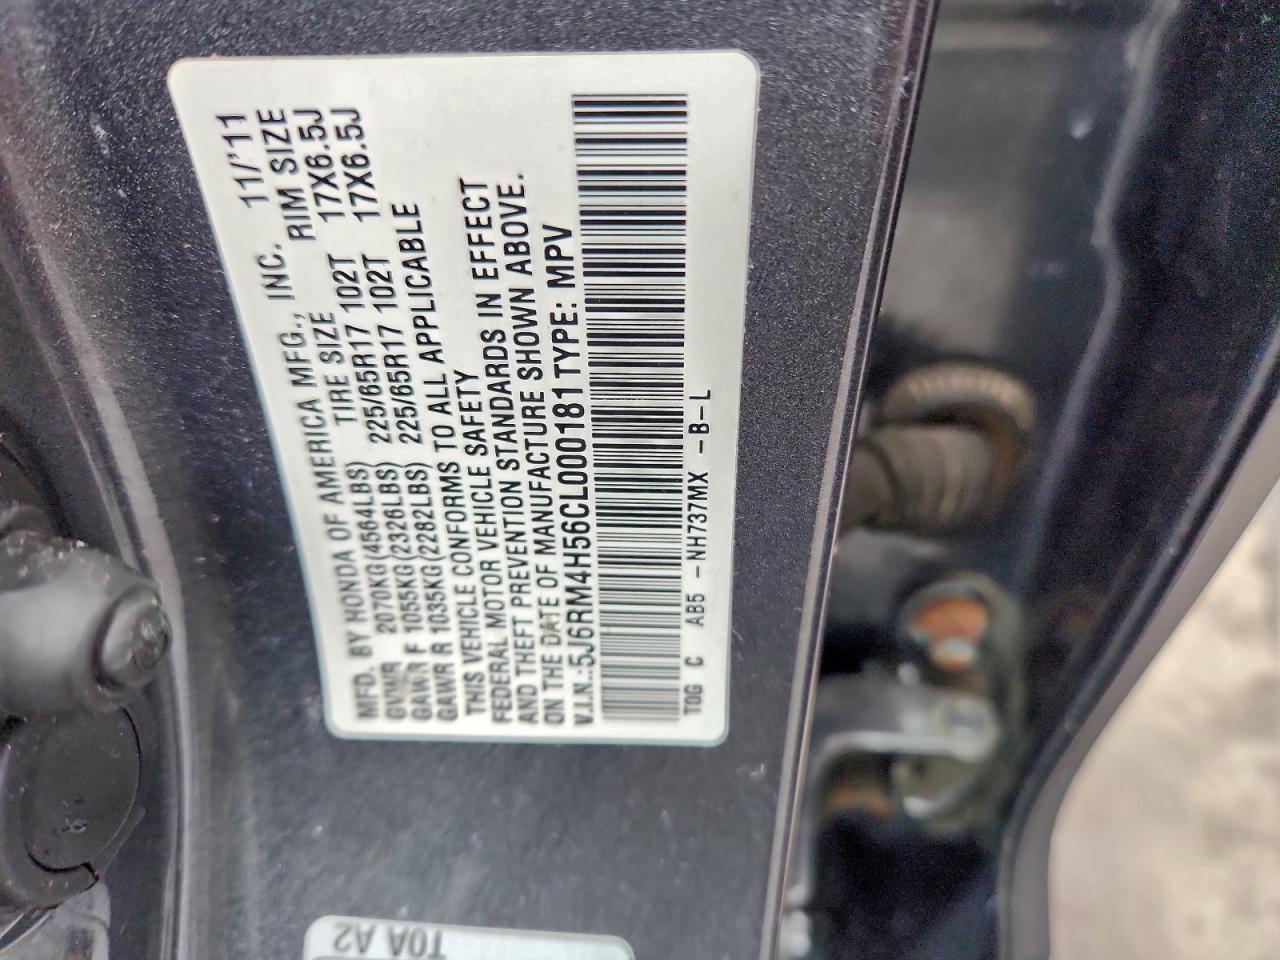 MFD. BY HONDA OF AMERICA MFG., INC. 11/'11
GVWR 2070KG(4564LBS) TIRE SIZE RIM SIZE
GAWR F 1055KG(2326LBS) 225/65R17 102T 17X6.5J
GAWR R 1035KG(2282LBS) 225/65R17 102T 17X6.5J
THIS VEHICLE CONFORMS TO ALL APPLICABLE
FEDERAL MOTOR VEHICLE SAFETY
AND THEFT PREVENTION STANDARDS IN EFFECT
ON THE DATE OF MANUFACTURE SHOWN ABOVE.
V.I.N.:5J6RM4H56CL000181 TYPE: MPV
TOG C AB5 -NH737MX -B-L
TOA A2